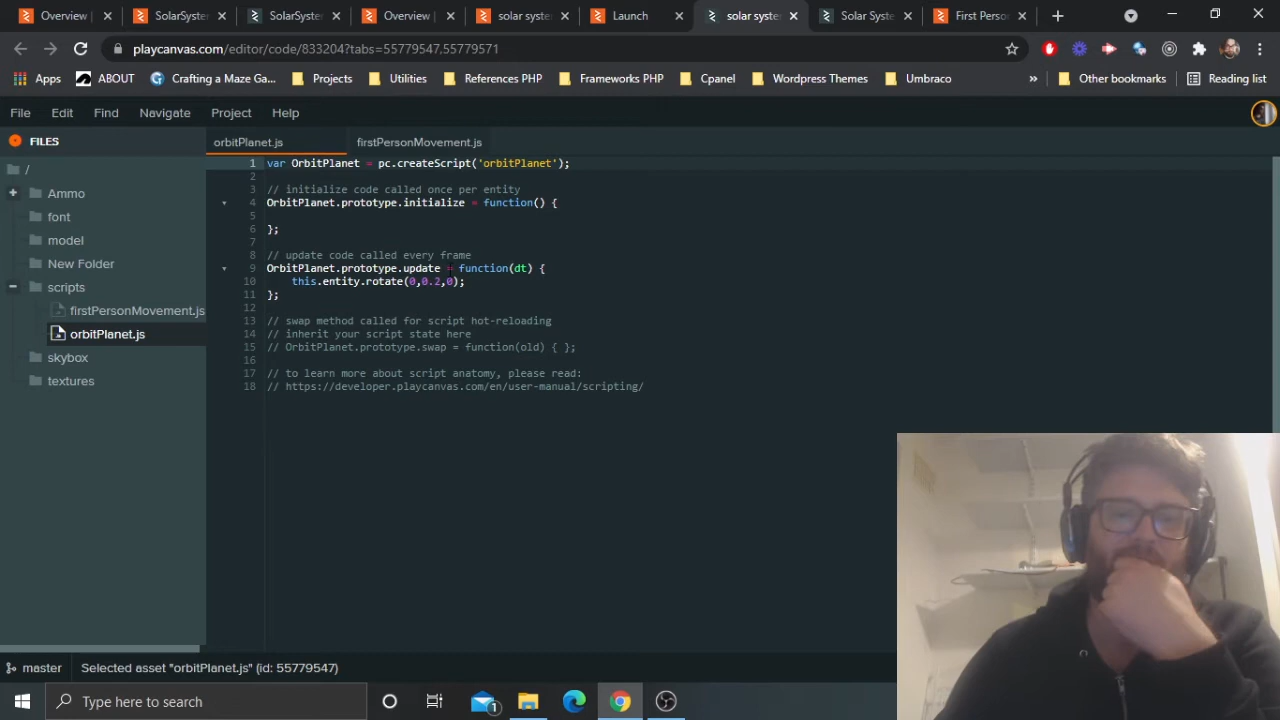 Overview
SolarSystem
SolarSystem
Overview |
solar system
Launch
solar system
Solar System
First Person
playcanvas.com/editor/code/833204?tabs=55779547,55779571
Apps
ABOUT
Crafting a Maze Ga...
Projects
Utilities
References PHP
Frameworks PHP
Cpanel
Wordpress Themes
Umbraco
»
Other bookmarks
Reading list
File
Edit
Find
Navigate
Project
Help
FILES
orbitPlanet.js
firstPersonMovement.js
/
Ammo
font
model
New Folder
scripts
firstPersonMovement.js
orbitPlanet.js
skybox
textures
1 var OrbitPlanet = pc.createScript('orbitPlanet');
2
3 // initialize code called once per entity
4 OrbitPlanet.prototype.initialize = function() {
5
6 };
7
8 // update code called every frame
9 OrbitPlanet.prototype.update = function(dt) {
10 this.entity.rotate(0,0.2,0);
11 };
12
13 // swap method called for script hot-reloading
14 // inherit your script state here
15 // OrbitPlanet.prototype.swap = function(old) { };
16
17 // to learn more about script anatomy, please read:
18 // https://developer.playcanvas.com/en/user-manual/scripting/
master
Selected asset "orbitPlanet.js" (id: 55779547)
Type here to search
1